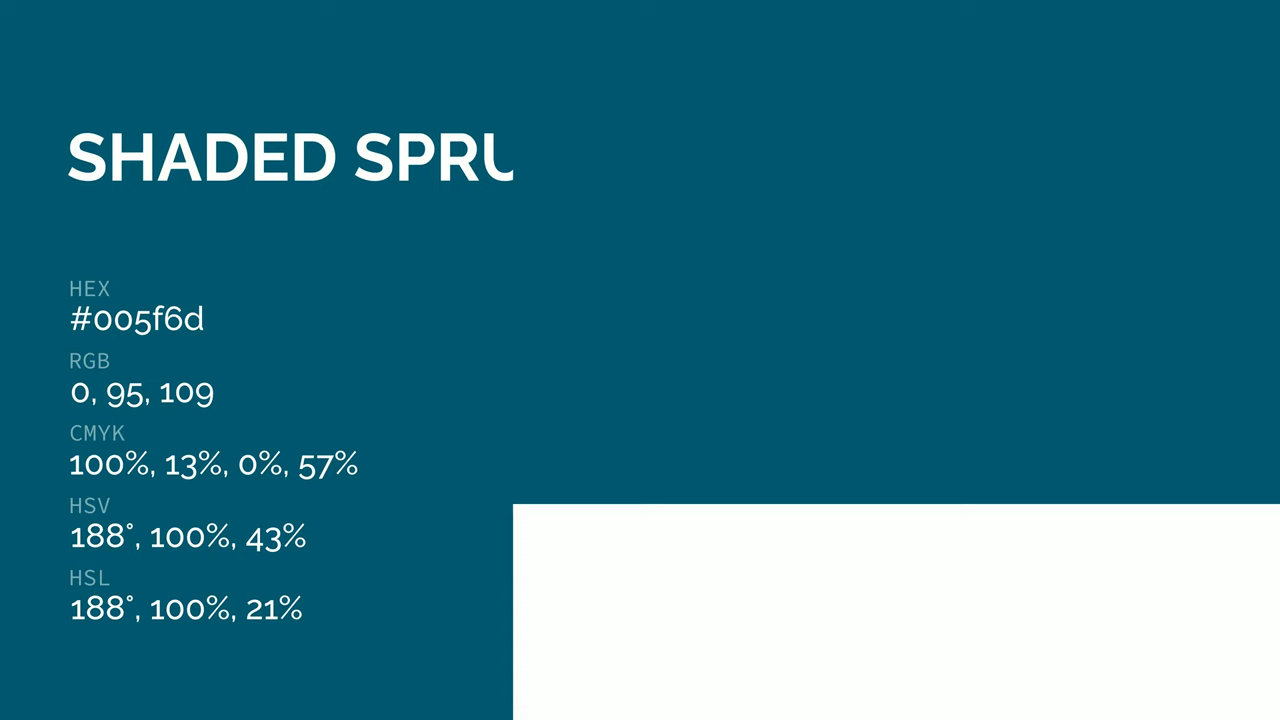 SHADED SPRU
HEX
#005f6d
RGB
0, 95, 109
CMYK
100%, 13%, 0%, 57%
HSV
188°, 100%, 43%
HSL
188°, 100%, 21%